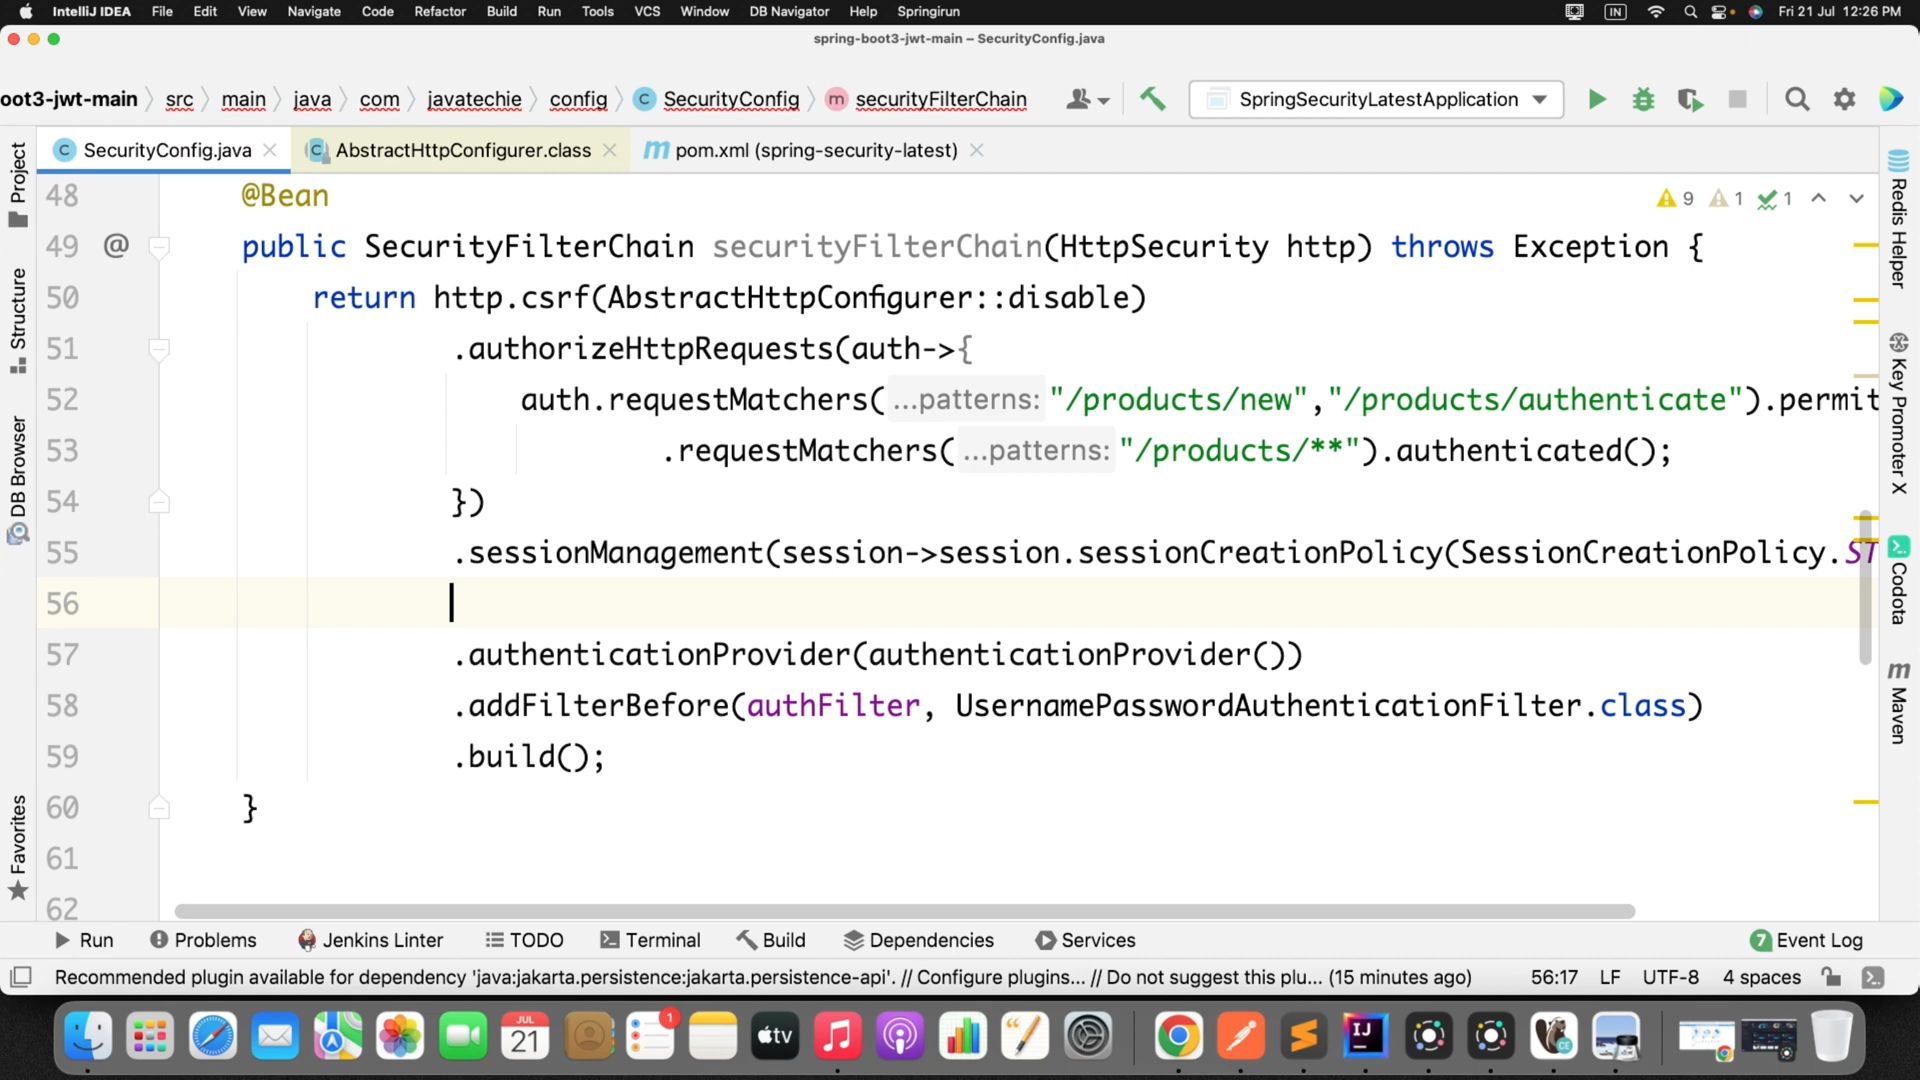 IntelliJ IDEA File Edit View Navigate Code Refactor Build Run Tools VCS Window DB Navigator Help Springirun IN Fri 21 Jul 12:26 PM
spring-boot3-jwt-main – SecurityConfig.java
oot3-jwt-main src main java com javatechie config C SecurityConfig m securityFilterChain SpringSecurityLatestApplication
C SecurityConfig.java AbstractHttpConfigurer.class m pom.xml (spring-security-latest)
Project
Structure
DB Browser
Favorites
48 @Bean 9 1 1
49 @ public SecurityFilterChain securityFilterChain(HttpSecurity http) throws Exception {
50 return http.csrf(AbstractHttpConfigurer::disable)
51 .authorizeHttpRequests(auth->{
52 auth.requestMatchers( ...patterns: "/products/new","/products/authenticate").permit
53 .requestMatchers( ...patterns: "/products/**").authenticated();
54 })
55 .sessionManagement(session->session.sessionCreationPolicy(SessionCreationPolicy.ST
56
57 .authenticationProvider(authenticationProvider())
58 .addFilterBefore(authFilter, UsernamePasswordAuthenticationFilter.class)
59 .build();
60 }
61
62
Redis Helper
Key Promoter X
Codota
m Maven
Run Problems Jenkins Linter TODO Terminal Build Dependencies Services 7 Event Log
Recommended plugin available for dependency 'java:jakarta.persistence:jakarta.persistence-api'. // Configure plugins... // Do not suggest this plu... (15 minutes ago) 56:17 LF UTF-8 4 spaces
JUL 21 1 tv IJ CE